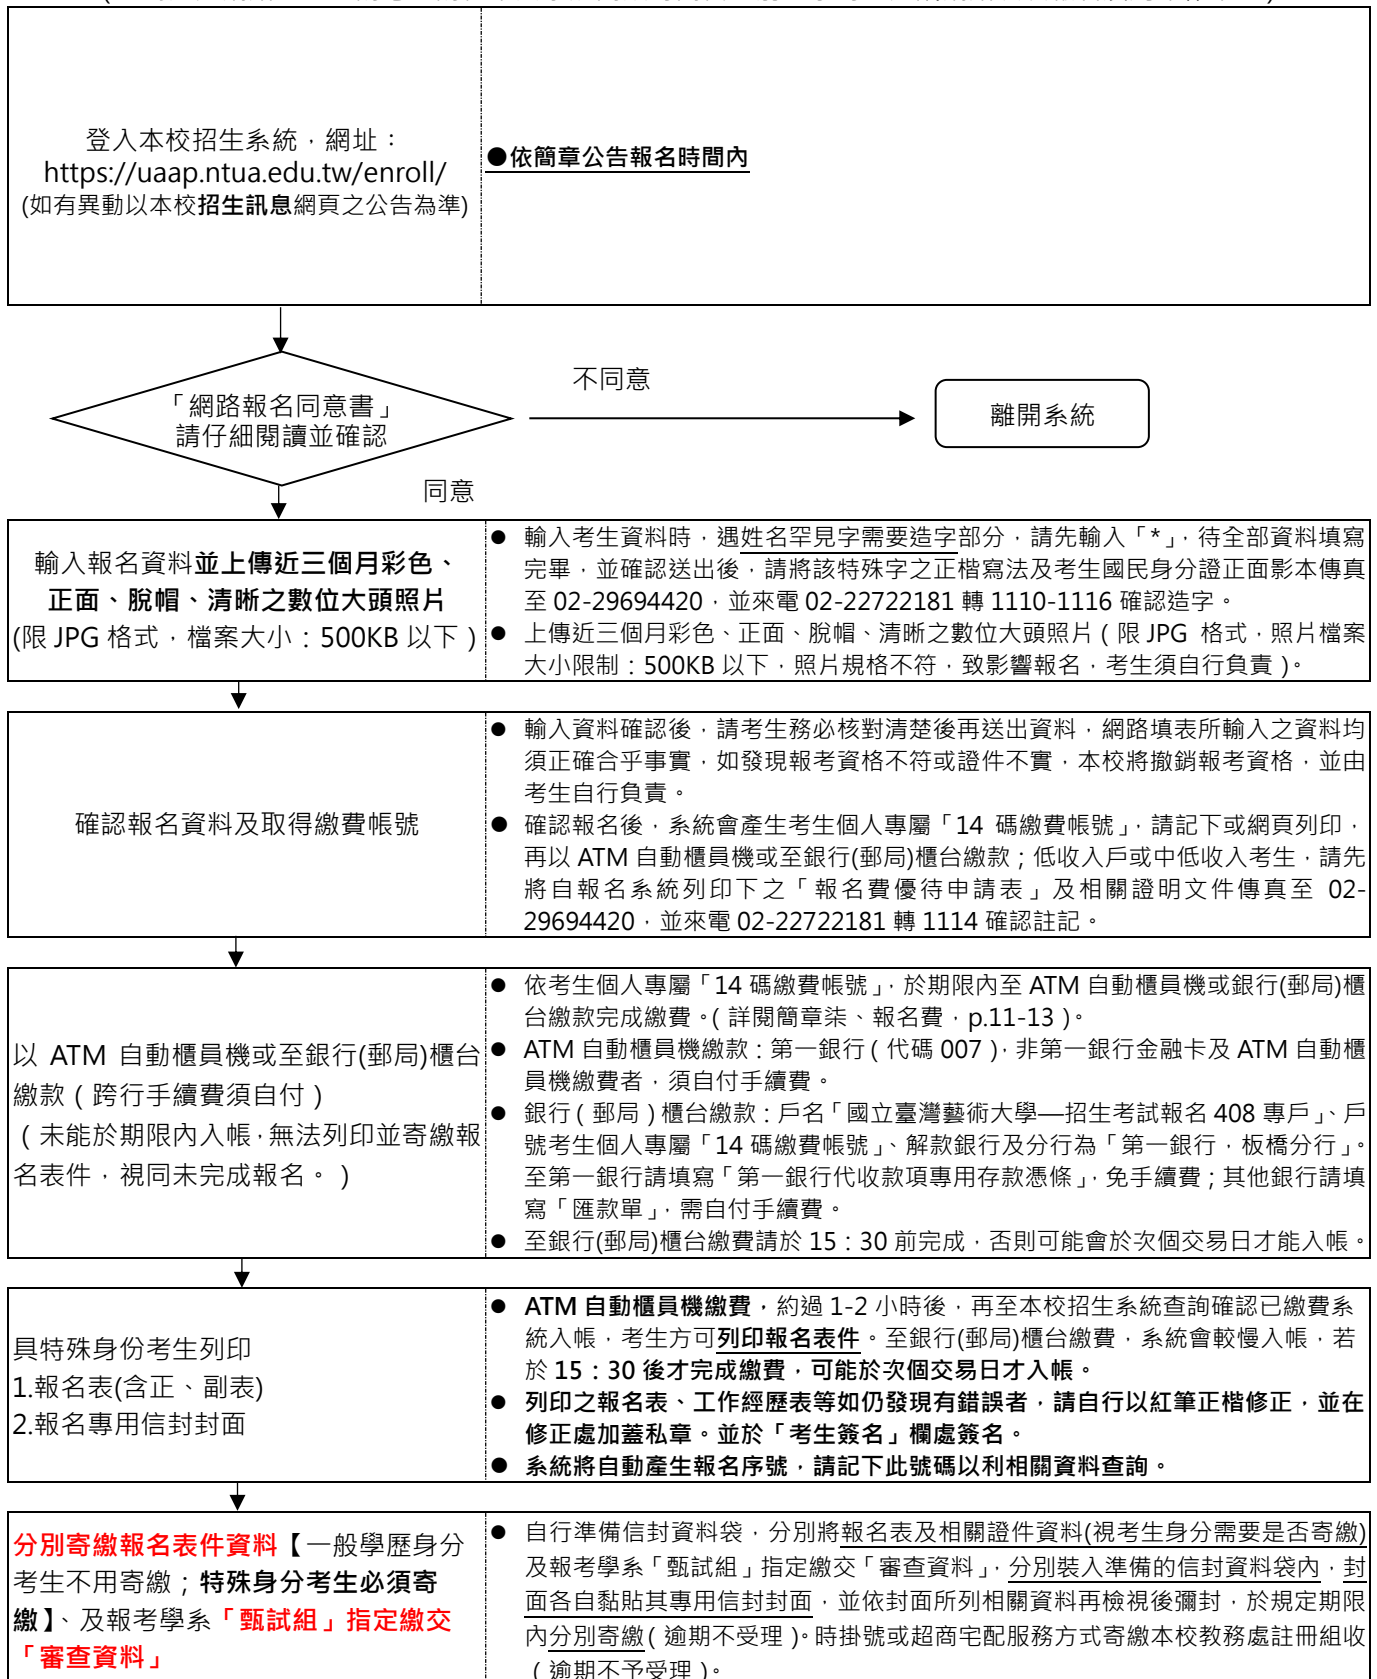 登入本校招生系統，網址：
https://uaap.ntua.edu.tw/enroll/
(如有異動以本校招生訊息網頁之公告為準)
●依簡章公告報名時間內
「網路報名同意書」
請仔細閱讀並確認
不同意
離開系統
同意
輸入報名資料並上傳近三個月彩色、
正面、脫帽、清晰之數位大頭照片
(限 JPG 格式，檔案大小：500KB 以下)
● 輸入考生資料時，遇姓名罕見字需要造字部分，請先輸入「*」，待全部資料填寫
完畢，並確認送出後，請將該特殊字之正楷寫法及考生國民身分證正面影本傳真
至 02-29694420，並來電 02-22722181 轉 1110-1116 確認造字。
● 上傳近三個月彩色、正面、脫帽、清晰之數位大頭照片（限 JPG 格式，照片檔案
大小限制：500KB 以下，照片規格不符，致影響報名，考生須自行負責）。
確認報名資料及取得繳費帳號
● 輸入資料確認後，請考生務必核對清楚後再送出資料，網路填表所輸入之資料均
須正確合乎事實，如發現報考資格不符或證件不實，本校將撤銷報考資格，並由
考生自行負責。
● 確認報名後，系統會產生考生個人專屬「14 碼繳費帳號」，請記下或網頁列印，
再以 ATM 自動櫃員機或至銀行(郵局)櫃台繳款；低收入戶或中低收入考生，請先
將自報名系統列印下之「報名費優待申請表」及相關證明文件傳真至 02-
29694420，並來電 02-22722181 轉 1114 確認註記。
以 ATM 自動櫃員機或至銀行(郵局)櫃台
繳款（跨行手續費須自付）
（未能於期限內入帳，無法列印並寄繳報
名表件，視同未完成報名。）
● 依考生個人專屬「14 碼繳費帳號」，於期限內至 ATM 自動櫃員機或銀行(郵局)櫃
台繳款完成繳費。（詳閱簡章柒、報名費，p.11-13）。
● ATM 自動櫃員機繳款：第一銀行（代碼 007），非第一銀行金融卡及 ATM 自動櫃
員機繳費者，須自付手續費。
● 銀行（郵局）櫃台繳款：戶名「國立臺灣藝術大學—招生考試報名 408 專戶」、戶
號考生個人專屬「14 碼繳費帳號」、解款銀行及分行為「第一銀行，板橋分行」。
至第一銀行請填寫「第一銀行代收款項專用存款憑條」，免手續費；其他銀行請填
寫「匯款單」，需自付手續費。
● 至銀行(郵局)櫃台繳費請於 15：30 前完成，否則可能會於次個交易日才能入帳。
具特殊身份考生列印
1.報名表(含正、副表)
2.報名專用信封封面
● ATM 自動櫃員機繳費，約過 1-2 小時後，再至本校招生系統查詢確認已繳費系
統入帳，考生方可列印報名表件。至銀行(郵局)櫃台繳費，系統會較慢入帳，若
於 15：30 後才完成繳費，可能於次個交易日才入帳。
● 列印之報名表、工作經歷表等如仍發現有錯誤者，請自行以紅筆正楷修正，並在
修正處加蓋私章。並於「考生簽名」欄處簽名。
● 系統將自動產生報名序號，請記下此號碼以利相關資料查詢。
分別寄繳報名表件資料【一般學歷身分
考生不用寄繳；特殊身分考生必須寄
繳】、及報考學系「甄試組」指定繳交
「審查資料」
● 自行準備信封資料袋，分別將報名表及相關證件資料(視考生身分需要是否寄繳)
及報考學系「甄試組」指定繳交「審查資料」，分別裝入準備的信封資料袋內，封
面各自黏貼其專用信封封面，並依封面所列相關資料再檢視後彌封，於規定期限
內分別寄繳（逾期不受理）。時掛號或超商宅配服務方式寄繳本校教務處註冊組收
（逾期不予受理）。